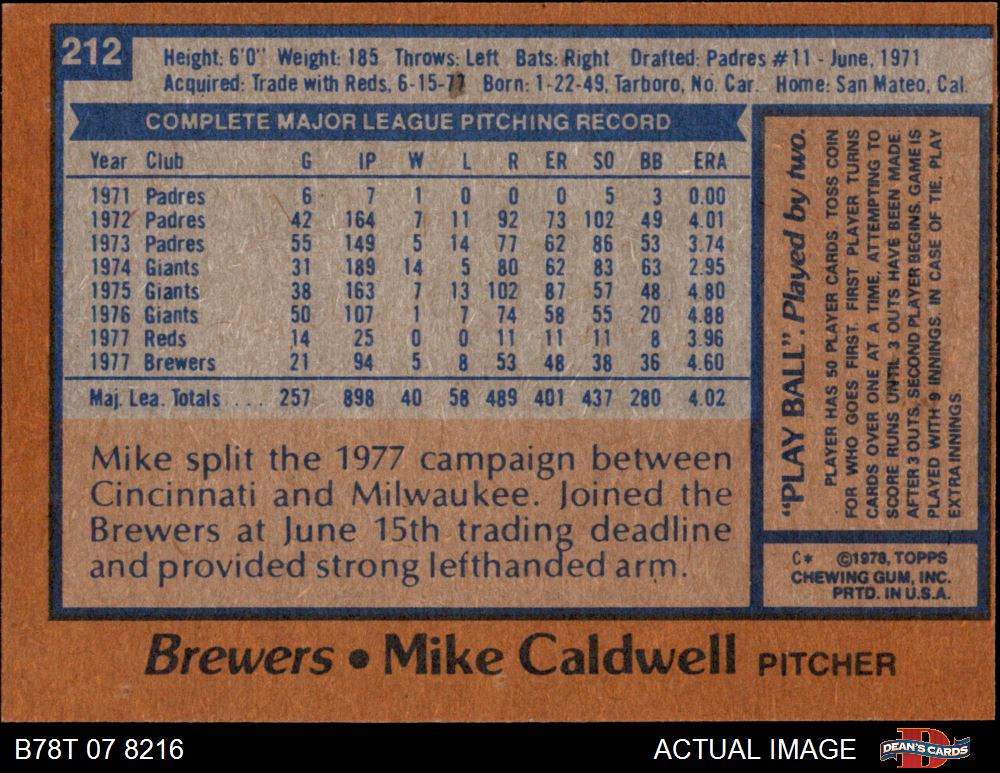 212
Height: 6'0" Weight: 185 Throws: Left Bats: Right Drafted: Padres #11 - June, 1971
Acquired: Trade with Reds, 6-15-77 Born: 1-22-49, Tarboro, No. Car. Home: San Mateo, Cal.
COMPLETE MAJOR LEAGUE PITCHING RECORD
Year Club G IP W L R ER SO BB ERA
1971 Padres 6 7 1 0 0 0 5 3 0.00
1972 Padres 42 164 7 11 92 73 102 49 4.01
1973 Padres 55 149 5 14 77 62 86 53 3.74
1974 Giants 31 189 14 5 80 62 83 63 2.95
1975 Giants 38 163 7 13 102 87 57 48 4.80
1976 Giants 50 107 1 7 74 58 55 20 4.88
1977 Reds 14 25 0 0 11 11 11 8 3.96
1977 Brewers 21 94 5 8 53 48 38 36 4.60
Maj. Lea. Totals .... 257 898 40 58 489 401 437 280 4.02
Mike split the 1977 campaign between
Cincinnati and Milwaukee. Joined the
Brewers at June 15th trading deadline
and provided strong lefthanded arm.
"PLAY BALL". Played by two.
PLAYER HAS 50 PLAYER CARDS. TOSS COIN
FOR WHO GOES FIRST. FIRST PLAYER TURNS
CARDS OVER ONE AT A TIME, ATTEMPTING TO
SCORE RUNS UNTIL 3 OUTS HAVE BEEN MADE
AFTER 3 OUTS, SECOND PLAYER BEGINS. GAME IS
PLAYED WITH 9 INNINGS. IN CASE OF TIE, PLAY
EXTRA INNINGS
C* ©1978, TOPPS
CHEWING GUM, INC.
PRTD. IN U.S.A.
Brewers • Mike Caldwell PITCHER
B78T 07 8216
ACTUAL IMAGE
DEAN'S CARDS